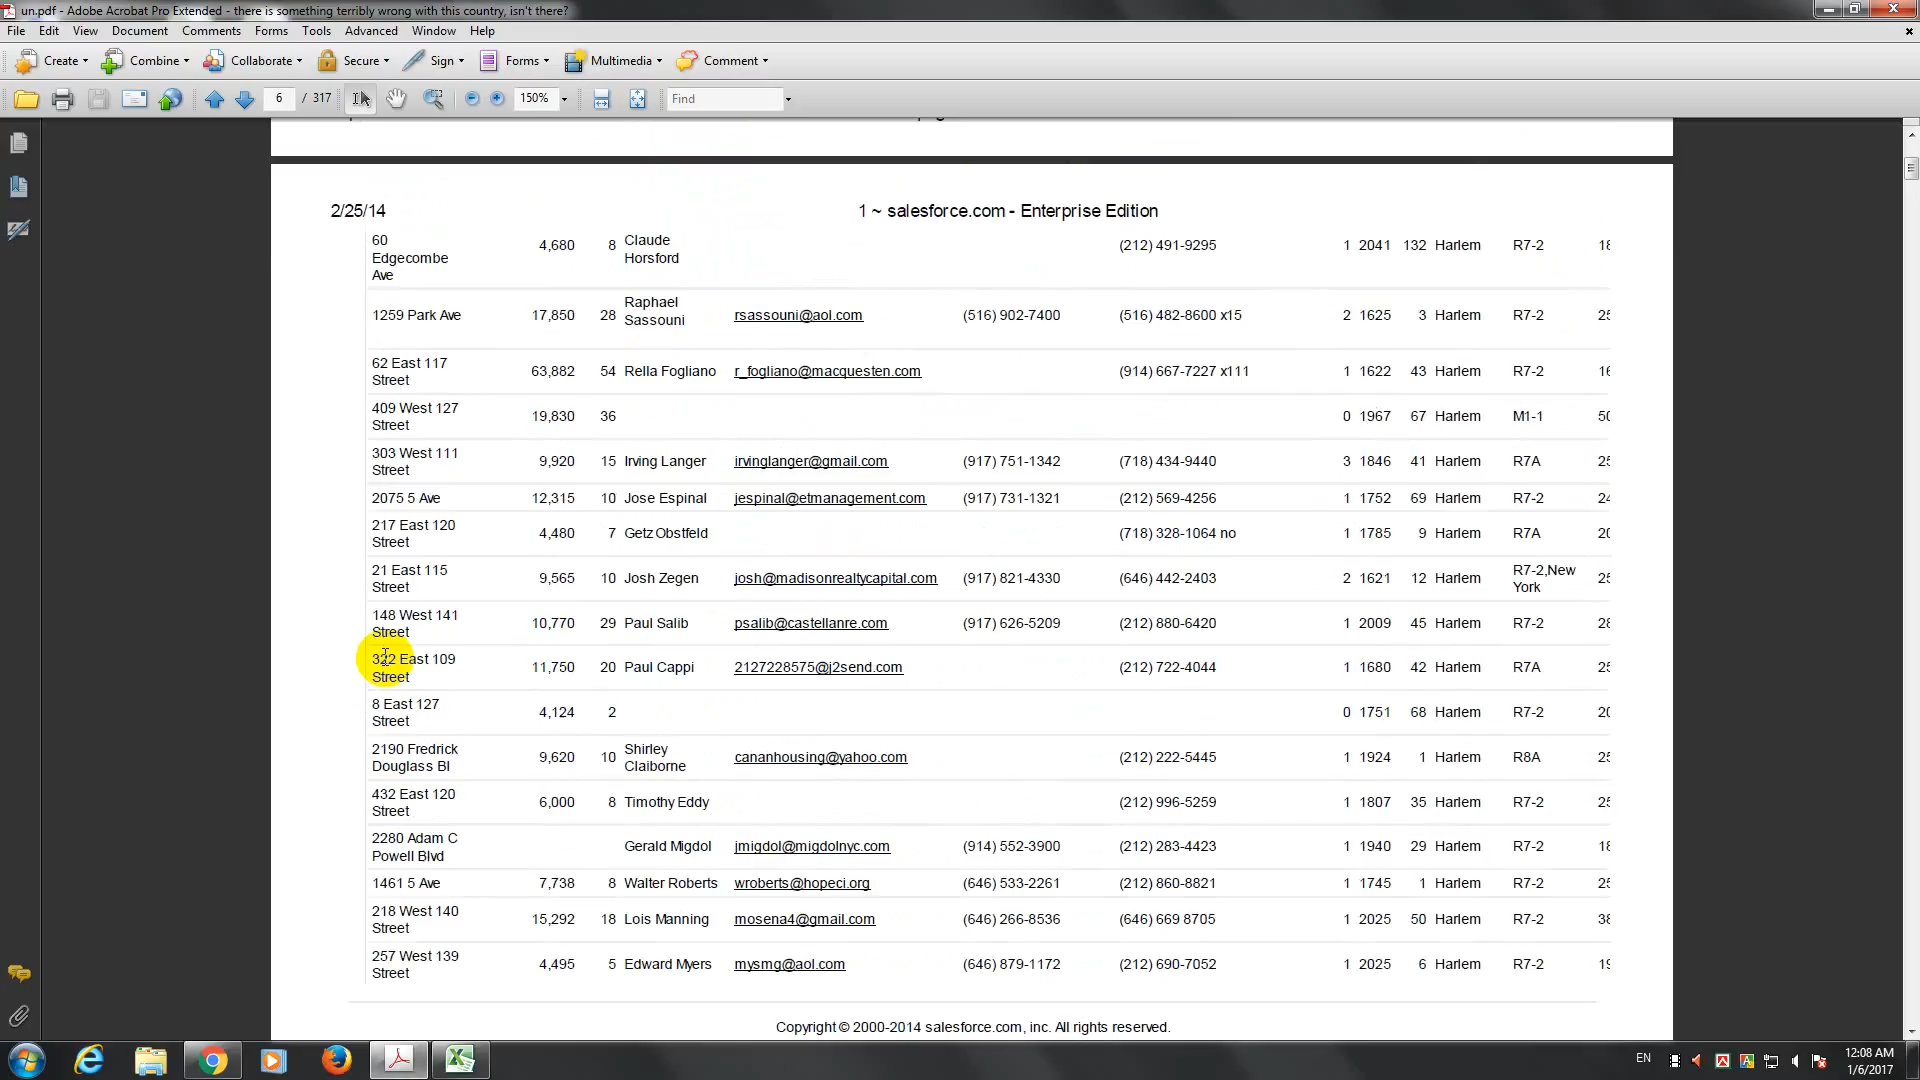 un.pdf - Adobe Acrobat Pro Extended - there is something terribly wrong with this country, isn't there?
File Edit View Document Comments Forms Tools Advanced Window Help
Create Combine Collaborate Secure Sign Forms Multimedia Comment
6 / 317 150% Find
2/25/14 1 ~ salesforce.com - Enterprise Edition
60 Edgecombe Ave 4,680 8 Claude Horsford (212) 491-9295 1 2041 132 Harlem R7-2 18
1259 Park Ave 17,850 28 Raphael Sassouni rsassouni@aol.com (516) 902-7400 (516) 482-8600 x15 2 1625 3 Harlem R7-2 25
62 East 117 Street 63,882 54 Rella Fogliano r_fogliano@macquesten.com (914) 667-7227 x111 1 1622 43 Harlem R7-2 16
409 West 127 Street 19,830 36 0 1967 67 Harlem M1-1 50
303 West 111 Street 9,920 15 Irving Langer irvinglanger@gmail.com (917) 751-1342 (718) 434-9440 3 1846 41 Harlem R7A 25
2075 5 Ave 12,315 10 Jose Espinal jespinal@etmanagement.com (917) 731-1321 (212) 569-4256 1 1752 69 Harlem R7-2 24
217 East 120 Street 4,480 7 Getz Obstfeld (718) 328-1064 no 1 1785 9 Harlem R7A 20
21 East 115 Street 9,565 10 Josh Zegen josh@madisonrealtycapital.com (917) 821-4330 (646) 442-2403 2 1621 12 Harlem R7-2,New York 25
148 West 141 Street 10,770 29 Paul Salib psalib@castellanre.com (917) 626-5209 (212) 880-6420 1 2009 45 Harlem R7-2 28
322 East 109 Street 11,750 20 Paul Cappi 2127228575@j2send.com (212) 722-4044 1 1680 42 Harlem R7A 25
8 East 127 Street 4,124 2 0 1751 68 Harlem R7-2 20
2190 Fredrick Douglass Bl 9,620 10 Shirley Claiborne cananhousing@yahoo.com (212) 222-5445 1 1924 1 Harlem R8A 25
432 East 120 Street 6,000 8 Timothy Eddy (212) 996-5259 1 1807 35 Harlem R7-2 25
2280 Adam C Powell Blvd Gerald Migdol jmigdol@migdolnyc.com (914) 552-3900 (212) 283-4423 1 1940 29 Harlem R7-2 18
1461 5 Ave 7,738 8 Walter Roberts wroberts@hopeci.org (646) 533-2261 (212) 860-8821 1 1745 1 Harlem R7-2 25
218 West 140 Street 15,292 18 Lois Manning mosena4@gmail.com (646) 266-8536 (646) 669 8705 1 2025 50 Harlem R7-2 38
257 West 139 Street 4,495 5 Edward Myers mysmg@aol.com (646) 879-1172 (212) 690-7052 1 2025 6 Harlem R7-2 19
Copyright © 2000-2014 salesforce.com, inc. All rights reserved.
EN 12:08 AM
1/6/2017